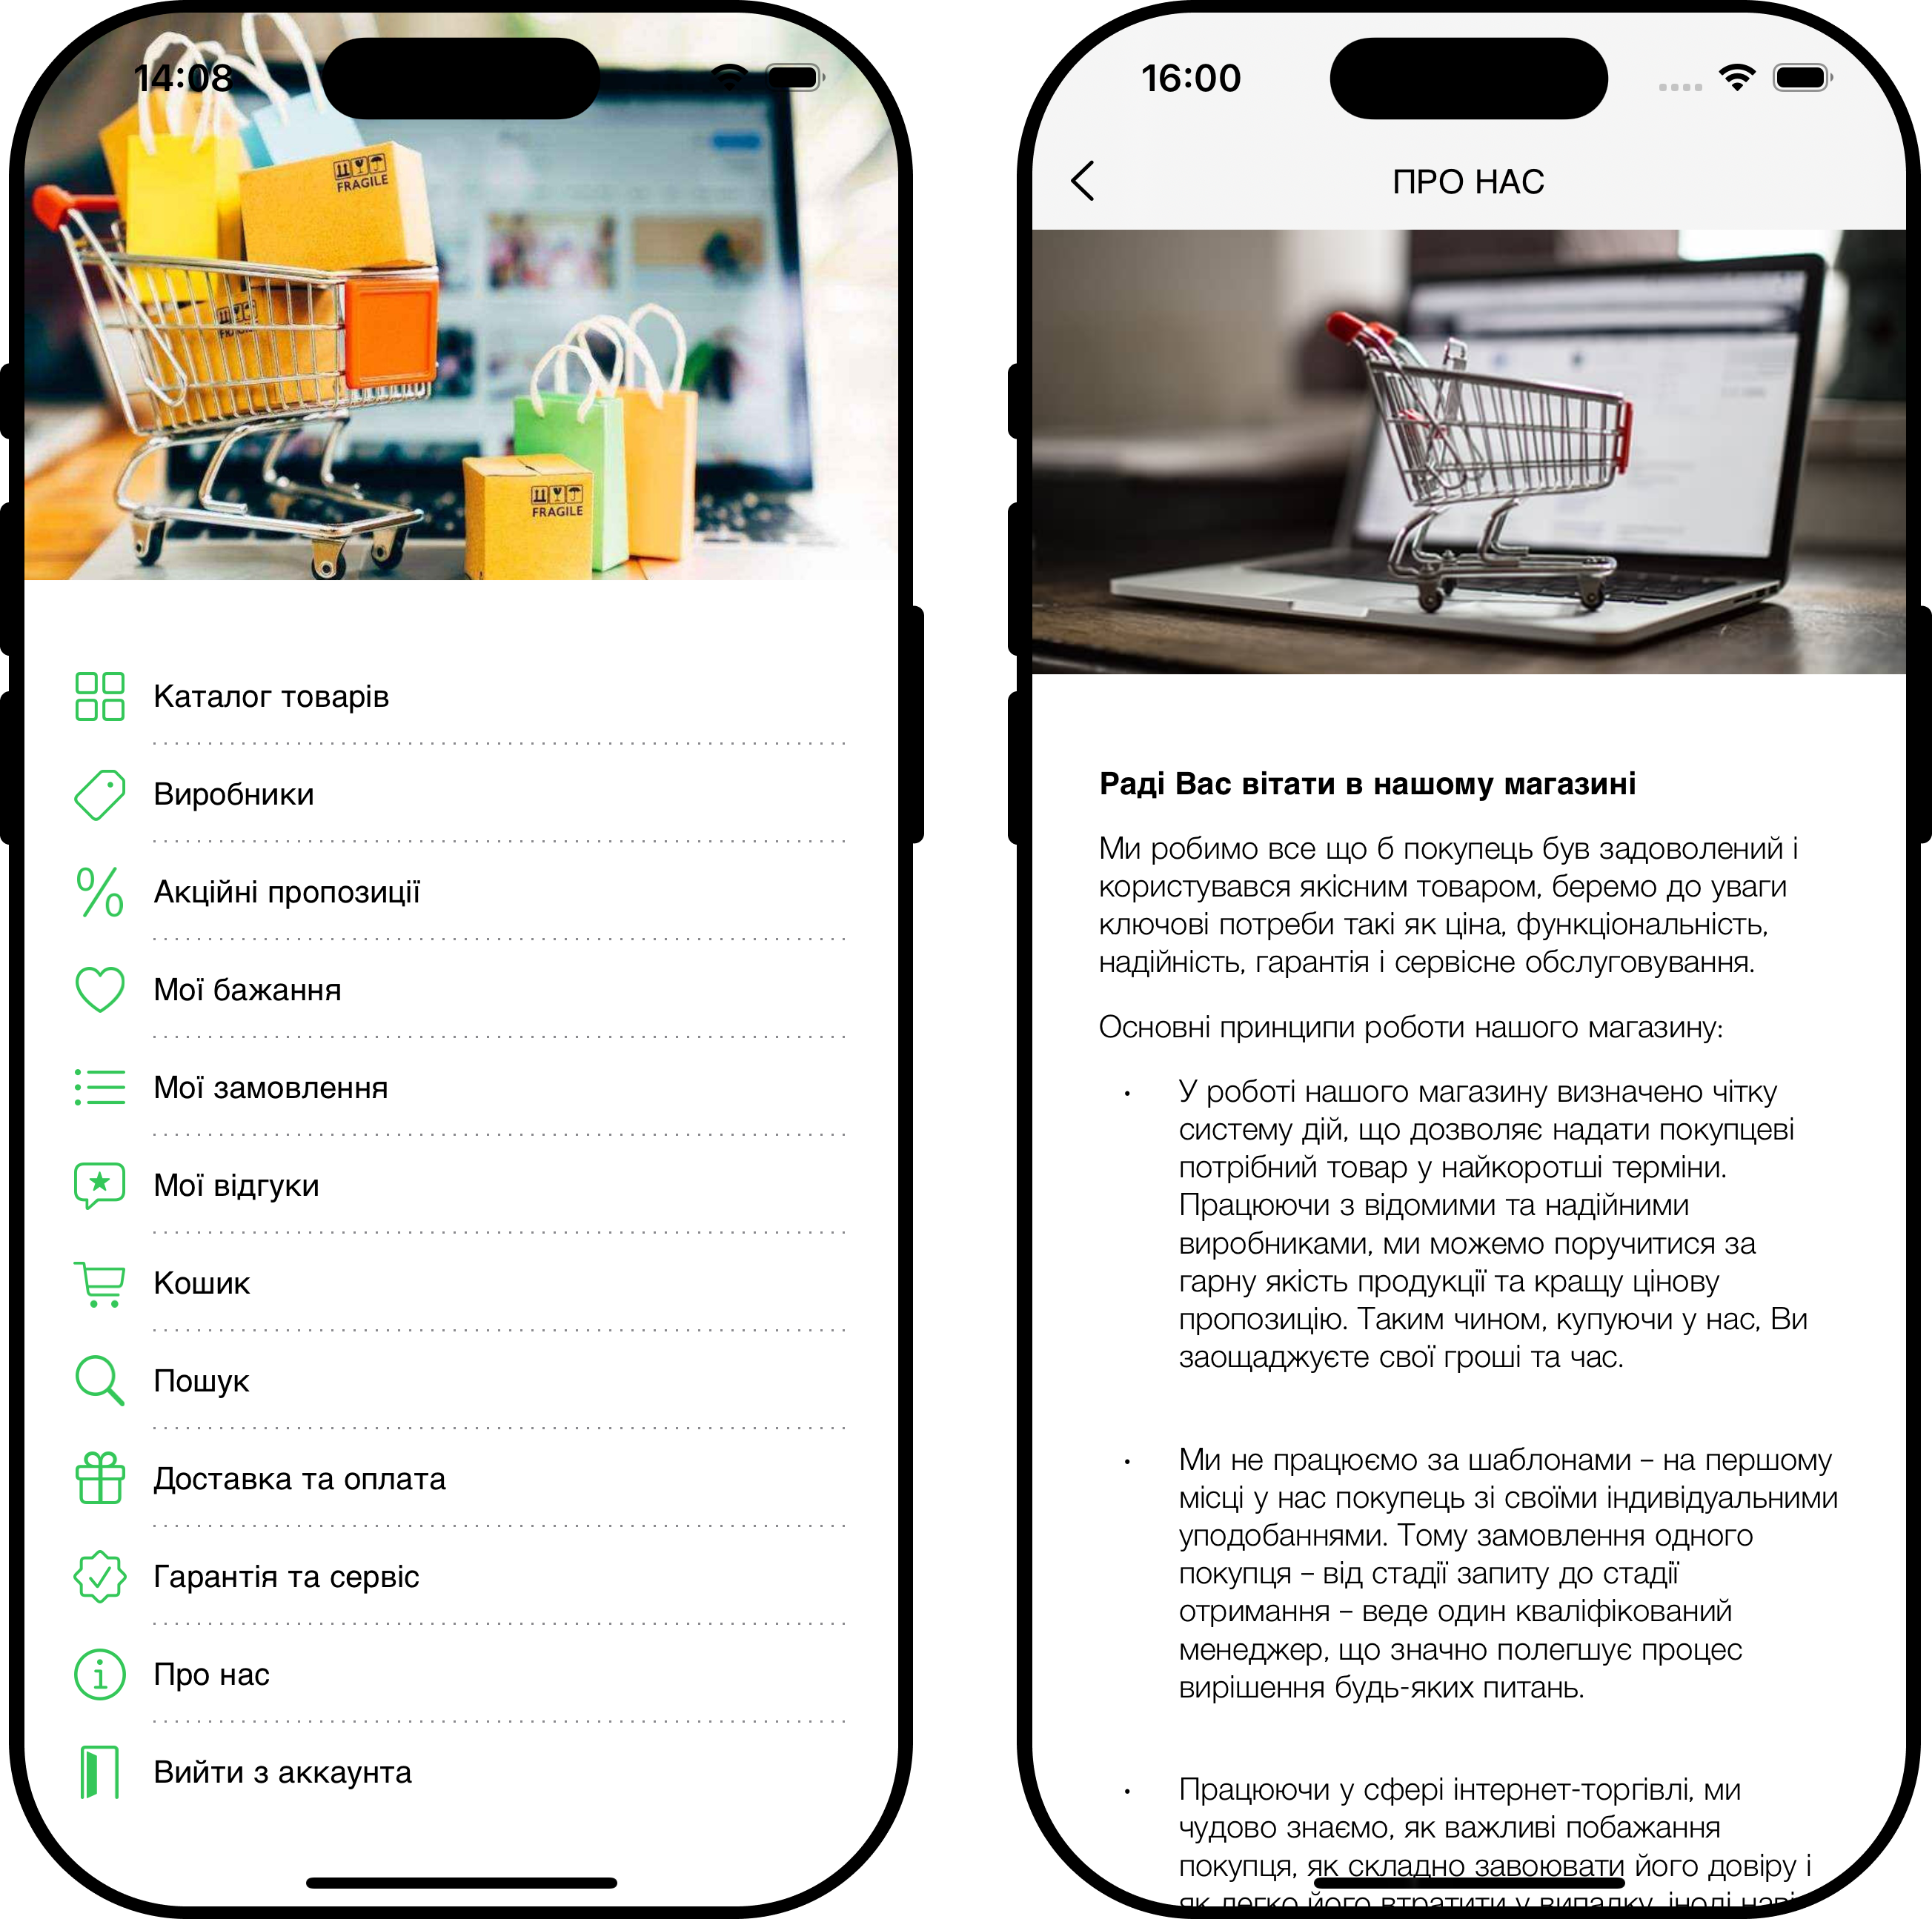 14:08
FRAGILE
FRAGILE
Каталог товарів
Виробники
Акційні пропозиції
Мої бажання
Мої замовлення
Мої відгуки
Кошик
Пошук
Доставка та оплата
Гарантія та сервіс
Про нас
Вийти з аккаунта
16:00
ПРО НАС
Раді Вас вітати в нашому магазині
Ми робимо все що б покупець був задоволений і
користувався якісним товаром, беремо до уваги
ключові потреби такі як ціна, функціональність,
надійність, гарантія і сервісне обслуговування.
Основні принципи роботи нашого магазину:
• У роботі нашого магазину визначено чітку
систему дій, що дозволяє надати покупцеві
потрібний товар у найкоротші терміни.
Працюючи з відомими та надійними
виробниками, ми можемо поручитися за
гарну якість продукції та кращу цінову
пропозицію. Таким чином, купуючи у нас, Ви
заощаджуєте свої гроші та час.
• Ми не працюємо за шаблонами – на першому
місці у нас покупець зі своїми індивідуальними
уподобаннями. Тому замовлення одного
покупця – від стадії запиту до стадії
отримання – веде один кваліфікований
менеджер, що значно полегшує процес
вирішення будь-яких питань.
• Працюючи у сфері інтернет-торгівлі, ми
чудово знаємо, як важливі побажання
покупця, як складно завоювати його довіру і
як легко його втратити у випадку, іноді